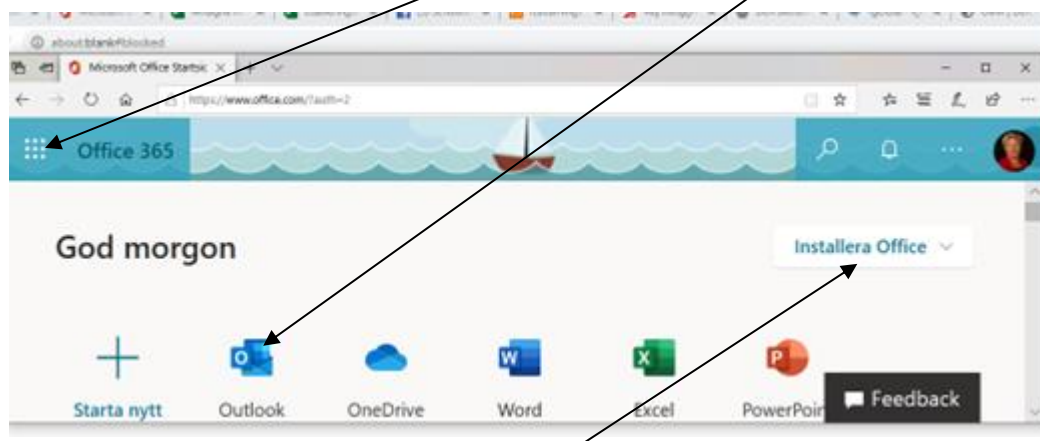 about:blank#blocked
Microsoft Office Startsic
https://www.office.com/?auth=2
Office 365
God morgon
Installera Office
Starta nytt
Outlook
OneDrive
Word
Excel
PowerPoin
Feedback